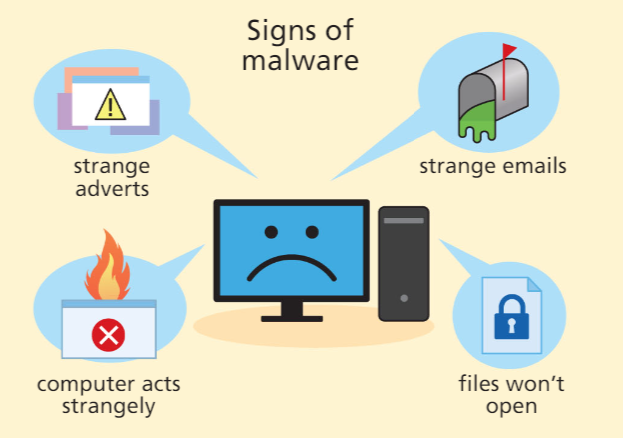 Signs of
malware
strange
adverts
strange emails
computer acts
strangely
files won't
open